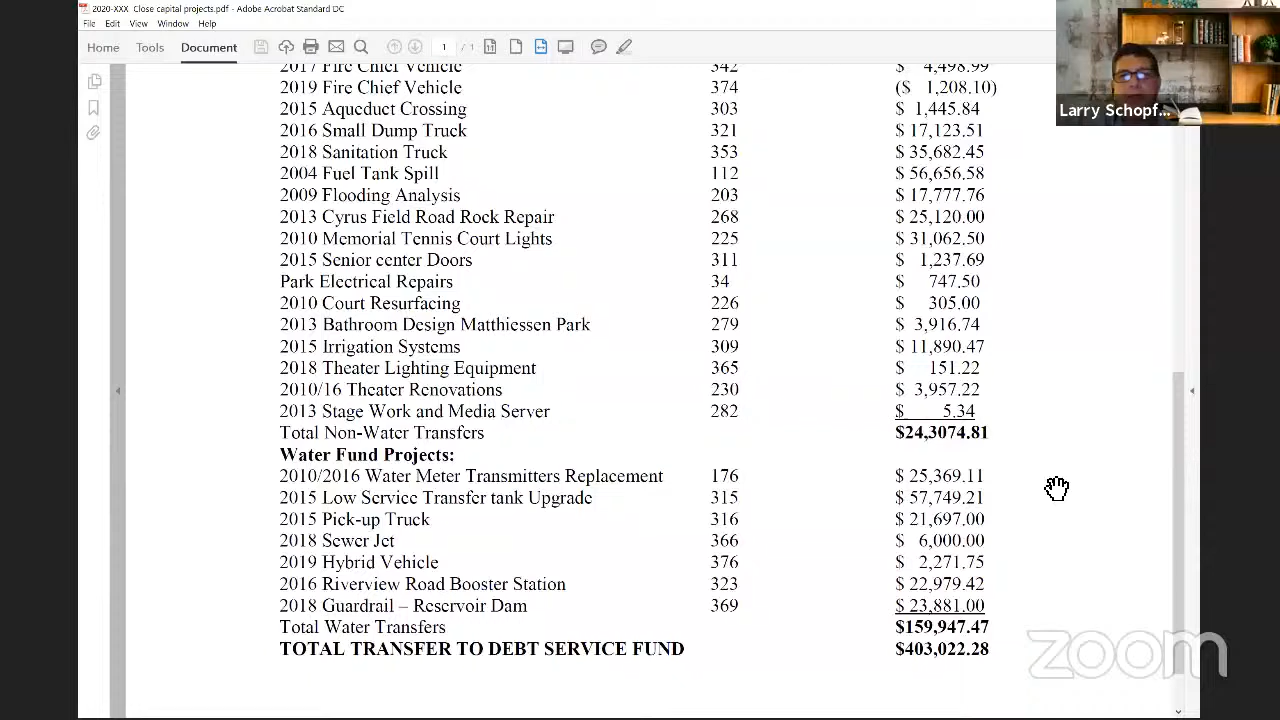 2020-XXX Close capital projects.pdf - Adobe Acrobat Standard DC
File Edit View Window Help
Home Tools Document 1 / 1
2017 Fire Chief Vehicle 342 $ 4,498.99
2019 Fire Chief Vehicle 374 ($ 1,208.10)
2015 Aqueduct Crossing 303 $ 1,445.84
2016 Small Dump Truck 321 $ 17,123.51
2018 Sanitation Truck 353 $ 35,682.45
2004 Fuel Tank Spill 112 $ 56,656.58
2009 Flooding Analysis 203 $ 17,777.76
2013 Cyrus Field Road Rock Repair 268 $ 25,120.00
2010 Memorial Tennis Court Lights 225 $ 31,062.50
2015 Senior center Doors 311 $ 1,237.69
Park Electrical Repairs 34 $ 747.50
2010 Court Resurfacing 226 $ 305.00
2013 Bathroom Design Matthiessen Park 279 $ 3,916.74
2015 Irrigation Systems 309 $ 11,890.47
2018 Theater Lighting Equipment 365 $ 151.22
2010/16 Theater Renovations 230 $ 3,957.22
2013 Stage Work and Media Server 282 $ 5.34
Total Non-Water Transfers $24,3074.81
Water Fund Projects:
2010/2016 Water Meter Transmitters Replacement 176 $ 25,369.11
2015 Low Service Transfer tank Upgrade 315 $ 57,749.21
2015 Pick-up Truck 316 $ 21,697.00
2018 Sewer Jet 366 $ 6,000.00
2019 Hybrid Vehicle 376 $ 2,271.75
2016 Riverview Road Booster Station 323 $ 22,979.42
2018 Guardrail – Reservoir Dam 369 $ 23,881.00
Total Water Transfers $159,947.47
TOTAL TRANSFER TO DEBT SERVICE FUND $403,022.28
Larry Schopf...
zoom